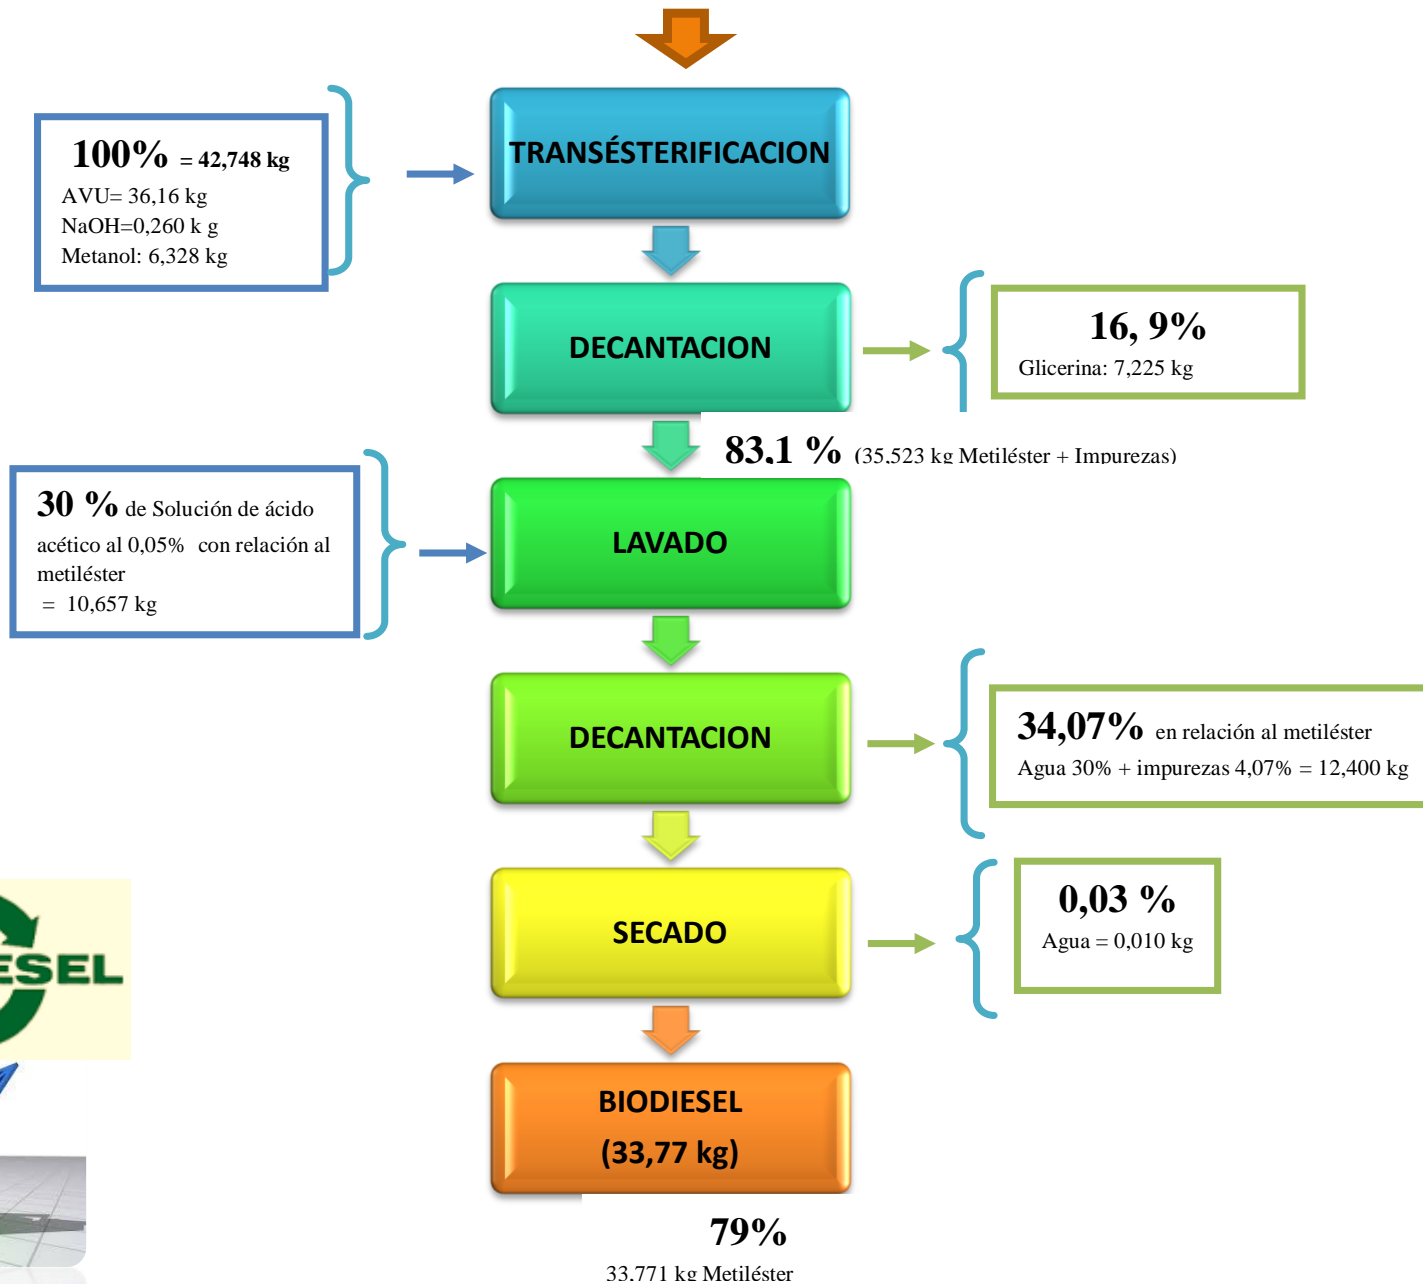 TRANSÉSTERIFICACION
100% = 42,748 kg
AVU= 36,16 kg
NaOH=0,260 k g
Metanol: 6,328 kg
DECANTACION
16, 9%
Glicerina: 7,225 kg
83,1 % (35,523 kg Metiléster + Impurezas)
30 % de Solución de ácido
acético al 0,05% con relación al
metiléster
= 10,657 kg
LAVADO
DECANTACION
34,07% en relación al metiléster
Agua 30% + impurezas 4,07% = 12,400 kg
SECADO
0,03 %
Agua = 0,010 kg
ESEL
BIODIESEL
(33,77 kg)
79%
33,771 kg Metiléster